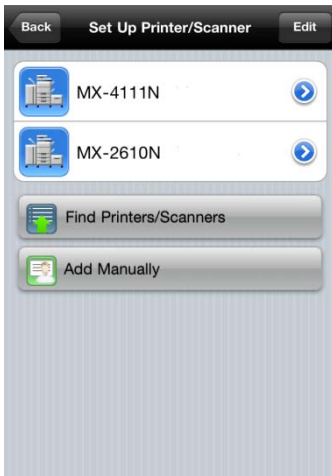 Back Set Up Printer/Scanner Edit
MX-4111N
MX-2610N
Find Printers/Scanners
Add Manually